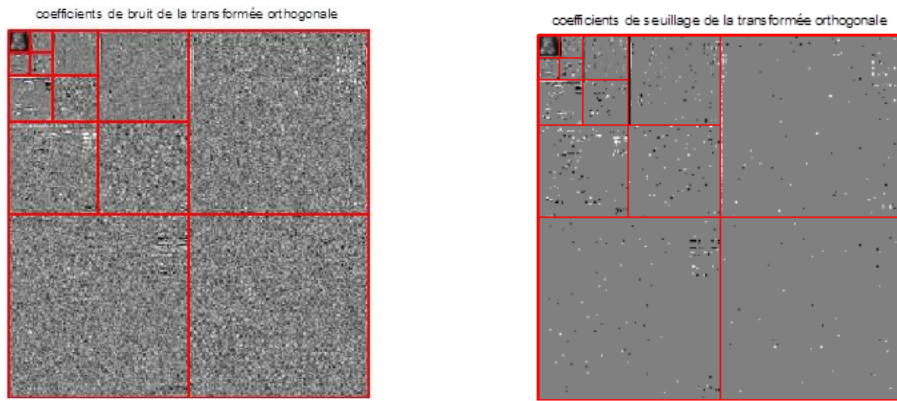 coefficients de bruit de la transformée orthogonale
coefficients de seuillage de la transformée orthogonale